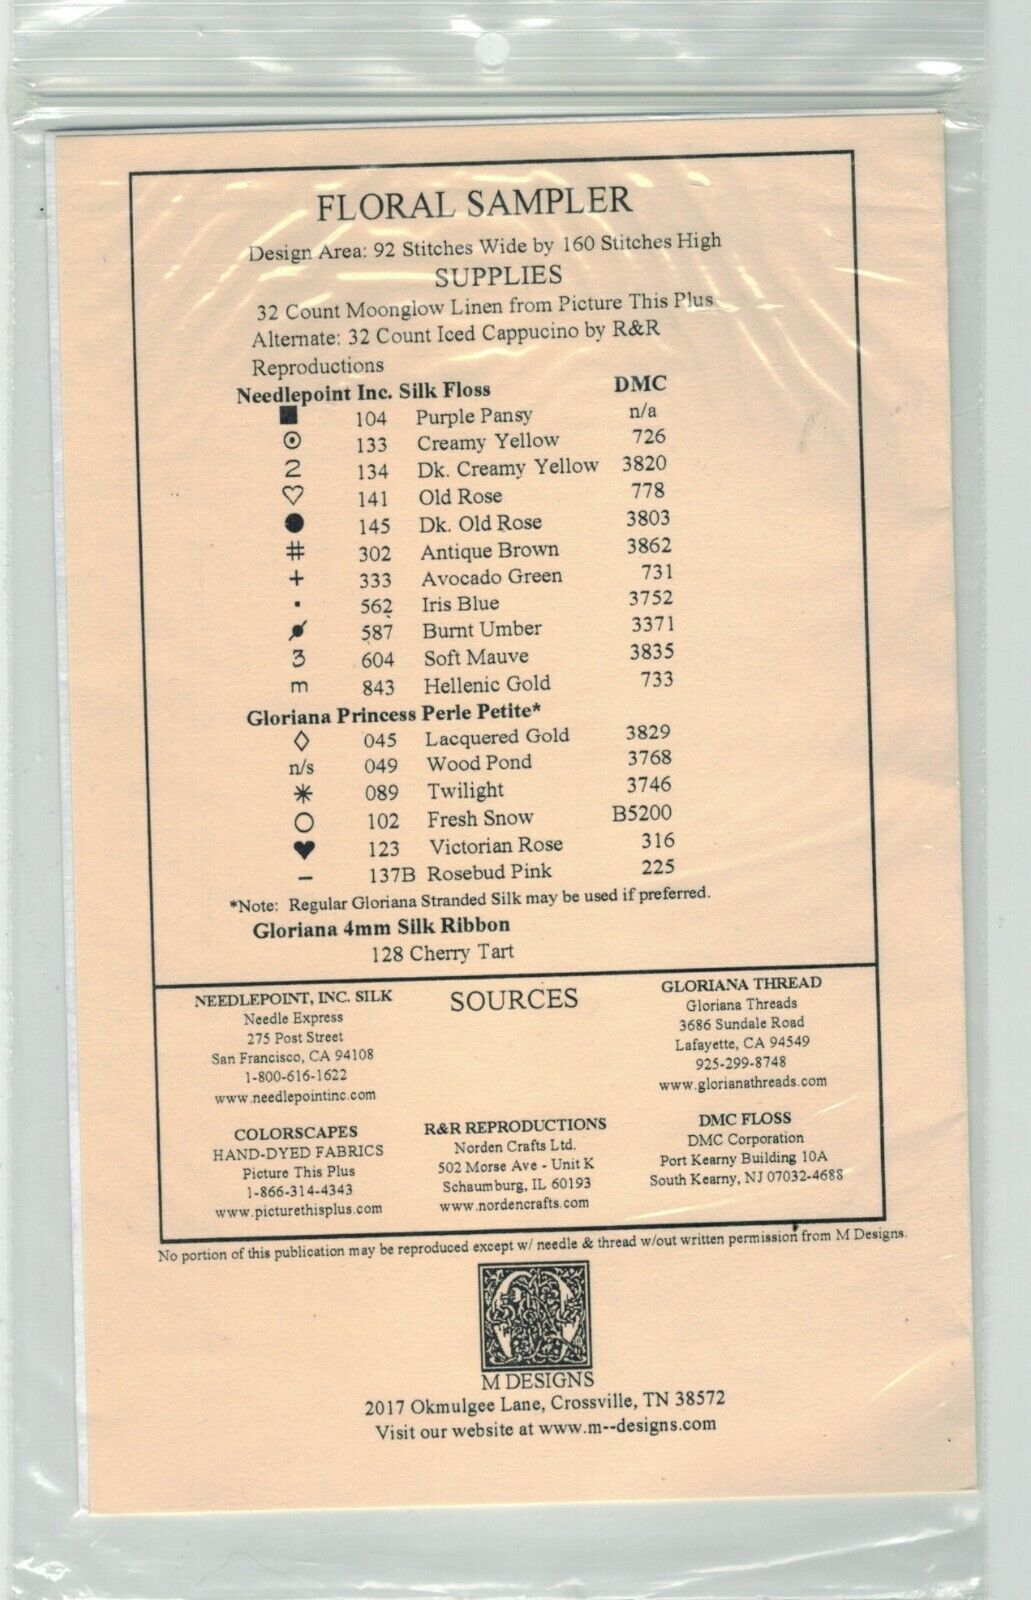 FLORAL SAMPLER
Design Area: 92 Stitches Wide by 160 Stitches High
SUPPLIES
32 Count Moonglow Linen from Picture This Plus
Alternate: 32 Count Iced Cappucino by R&R
Reproductions
Needlepoint Inc. Silk Floss DMC
■ 104 Purple Pansy n/a
⊙ 133 Creamy Yellow 726
2 134 Dk. Creamy Yellow 3820
♡ 141 Old Rose 778
● 145 Dk. Old Rose 3803
# 302 Antique Brown 3862
+ 333 Avocado Green 731
▪ 562 Iris Blue 3752
587 Burnt Umber 3371
3 604 Soft Mauve 3835
m 843 Hellenic Gold 733
Gloriana Princess Perle Petite*
◇ 045 Lacquered Gold 3829
n/s 049 Wood Pond 3768
* 089 Twilight 3746
○ 102 Fresh Snow B5200
♥ 123 Victorian Rose 316
– 137B Rosebud Pink 225
*Note: Regular Gloriana Stranded Silk may be used if preferred.
Gloriana 4mm Silk Ribbon
128 Cherry Tart
SOURCES
NEEDLEPOINT, INC. SILK
Needle Express
275 Post Street
San Francisco, CA 94108
1-800-616-1622
www.needlepointinc.com
GLORIANA THREAD
Gloriana Threads
3686 Sundale Road
Lafayette, CA 94549
925-299-8748
www.glorianathreads.com
COLORSCAPES
HAND-DYED FABRICS
Picture This Plus
1-866-314-4343
www.picturethisplus.com
R&R REPRODUCTIONS
Norden Crafts Ltd.
502 Morse Ave - Unit K
Schaumburg, IL 60193
www.nordencrafts.com
DMC FLOSS
DMC Corporation
Port Kearny Building 10A
South Kearny, NJ 07032-4688
No portion of this publication may be reproduced except w/ needle & thread w/out written permission from M Designs.
M DESIGNS
2017 Okmulgee Lane, Crossville, TN 38572
Visit our website at www.m--designs.com